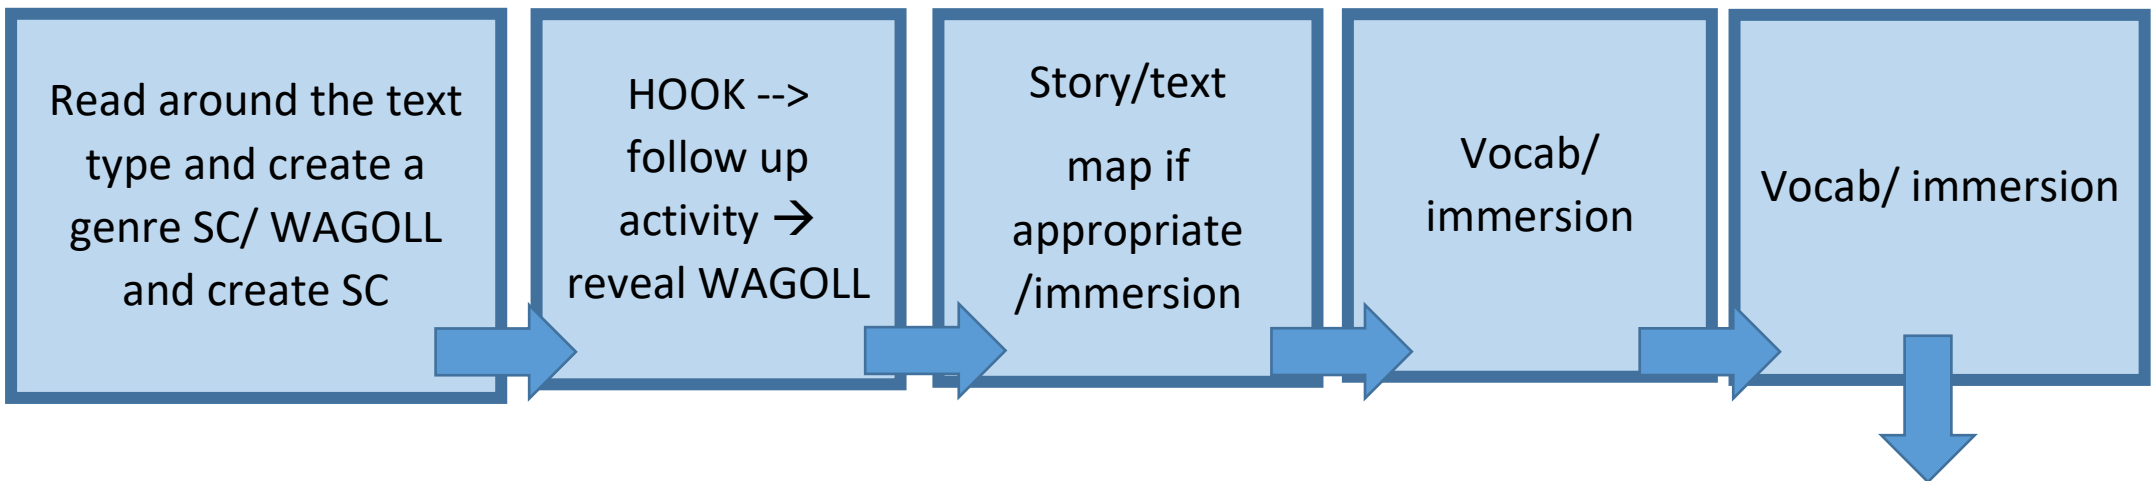 Read around the text
type and create a
genre SC/ WAGOLL
and create SC
HOOK -->
follow up
activity →
reveal WAGOLL
Story/text
map if
appropriate
/immersion
Vocab/
immersion
Vocab/ immersion